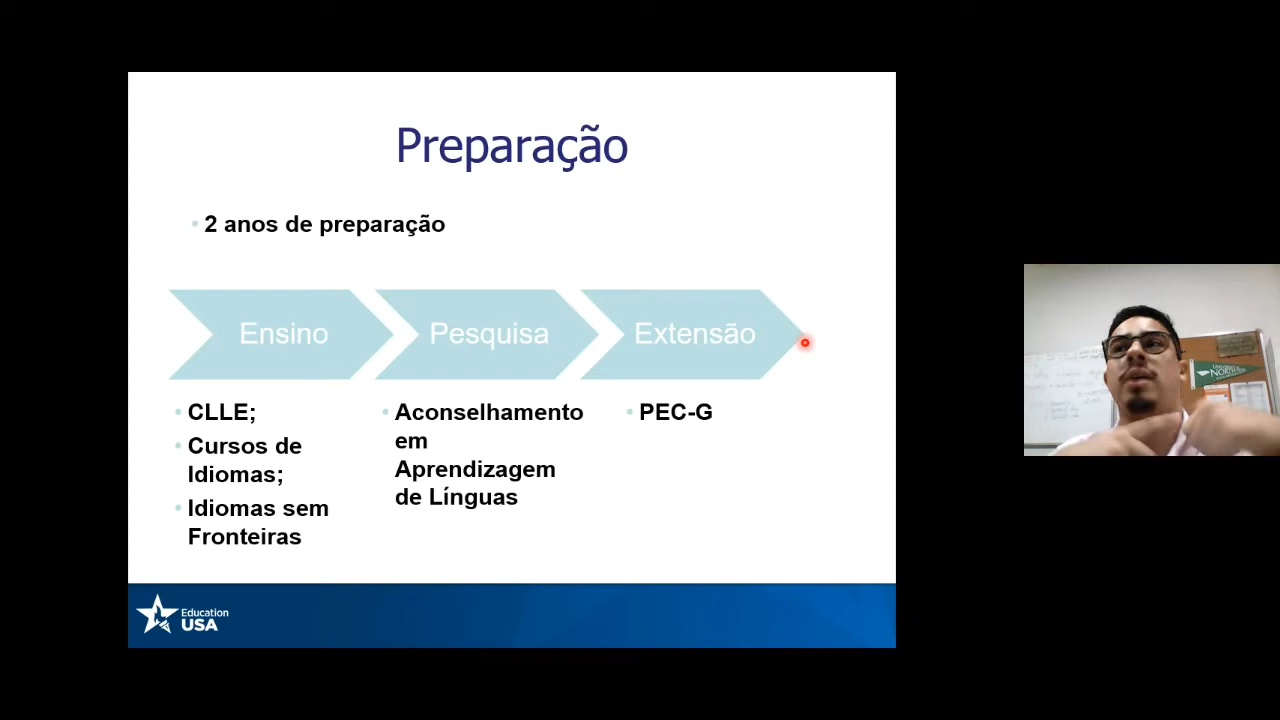 Preparação
2 anos de preparação
Ensino
Pesquisa
Extensão
CLLE;
Cursos de
Idiomas;
Idiomas sem
Fronteiras
Aconselhamento
em
Aprendizagem
de Línguas
PEC-G
Education
USA